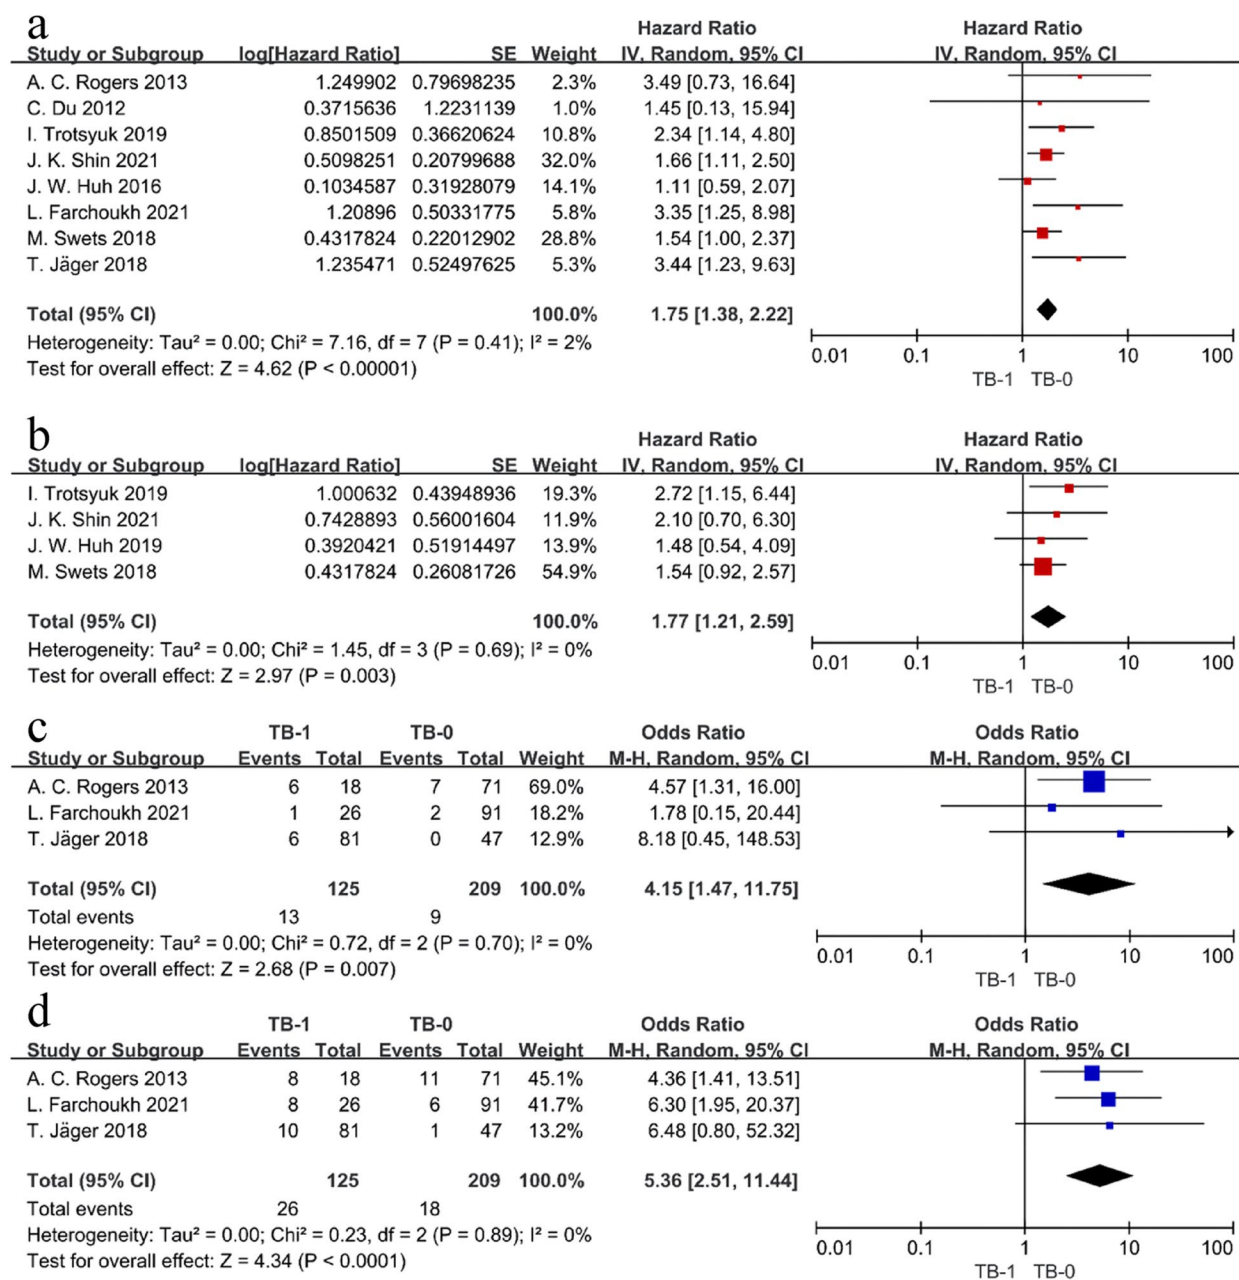 a
Hazard Ratio Hazard Ratio
Study or Subgroup log[Hazard Ratio] SE Weight IV, Random, 95% CI IV, Random, 95% CI
A. C. Rogers 2013 1.249902 0.79698235 2.3% 3.49 [0.73, 16.64]
C. Du 2012 0.3715636 1.2231139 1.0% 1.45 [0.13, 15.94]
I. Trotsyuk 2019 0.8501509 0.36620624 10.8% 2.34 [1.14, 4.80]
J. K. Shin 2021 0.5098251 0.20799688 32.0% 1.66 [1.11, 2.50]
J. W. Huh 2016 0.1034587 0.31928079 14.1% 1.11 [0.59, 2.07]
L. Farchoukh 2021 1.20896 0.50331775 5.8% 3.35 [1.25, 8.98]
M. Swets 2018 0.4317824 0.22012902 28.8% 1.54 [1.00, 2.37]
T. Jäger 2018 1.235471 0.52497625 5.3% 3.44 [1.23, 9.63]
Total (95% CI) 100.0% 1.75 [1.38, 2.22]
Heterogeneity: Tau² = 0.00; Chi² = 7.16, df = 7 (P = 0.41); I² = 2%
Test for overall effect: Z = 4.62 (P < 0.00001)
0.01 0.1 1 10 100
TB-1 TB-0
b
Hazard Ratio Hazard Ratio
Study or Subgroup log[Hazard Ratio] SE Weight IV, Random, 95% CI IV, Random, 95% CI
I. Trotsyuk 2019 1.000632 0.43948936 19.3% 2.72 [1.15, 6.44]
J. K. Shin 2021 0.7428893 0.56001604 11.9% 2.10 [0.70, 6.30]
J. W. Huh 2019 0.3920421 0.51914497 13.9% 1.48 [0.54, 4.09]
M. Swets 2018 0.4317824 0.26081726 54.9% 1.54 [0.92, 2.57]
Total (95% CI) 100.0% 1.77 [1.21, 2.59]
Heterogeneity: Tau² = 0.00; Chi² = 1.45, df = 3 (P = 0.69); I² = 0%
Test for overall effect: Z = 2.97 (P = 0.003)
0.01 0.1 1 10 100
TB-1 TB-0
c
TB-1 TB-0 Odds Ratio Odds Ratio
Study or Subgroup Events Total Events Total Weight M-H, Random, 95% CI M-H, Random, 95% CI
A. C. Rogers 2013 6 18 7 71 69.0% 4.57 [1.31, 16.00]
L. Farchoukh 2021 1 26 2 91 18.2% 1.78 [0.15, 20.44]
T. Jäger 2018 6 81 0 47 12.9% 8.18 [0.45, 148.53]
Total (95% CI) 125 209 100.0% 4.15 [1.47, 11.75]
Total events 13 9
Heterogeneity: Tau² = 0.00; Chi² = 0.72, df = 2 (P = 0.70); I² = 0%
Test for overall effect: Z = 2.68 (P = 0.007)
0.01 0.1 1 10 100
TB-1 TB-0
d
TB-1 TB-0 Odds Ratio Odds Ratio
Study or Subgroup Events Total Events Total Weight M-H, Random, 95% CI M-H, Random, 95% CI
A. C. Rogers 2013 8 18 11 71 45.1% 4.36 [1.41, 13.51]
L. Farchoukh 2021 8 26 6 91 41.7% 6.30 [1.95, 20.37]
T. Jäger 2018 10 81 1 47 13.2% 6.48 [0.80, 52.32]
Total (95% CI) 125 209 100.0% 5.36 [2.51, 11.44]
Total events 26 18
Heterogeneity: Tau² = 0.00; Chi² = 0.23, df = 2 (P = 0.89); I² = 0%
Test for overall effect: Z = 4.34 (P < 0.0001)
0.01 0.1 1 10 100
TB-1 TB-0